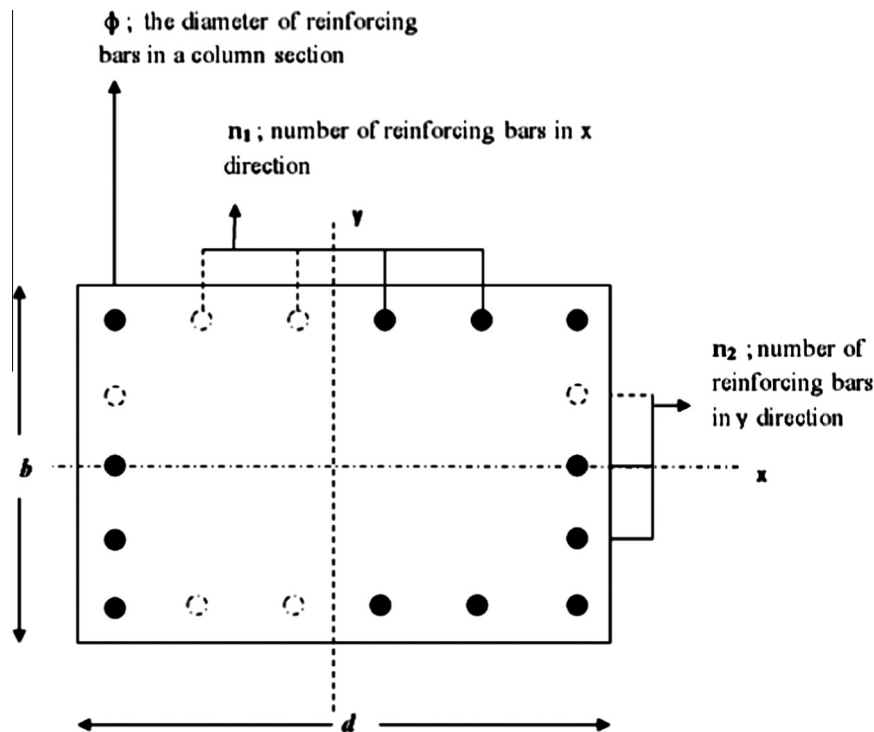 ϕ ; the diameter of reinforcing
bars in a column section
n₁ ; number of reinforcing bars in x
direction
y
n₂ ; number of
reinforcing bars
in y direction
b
x
d